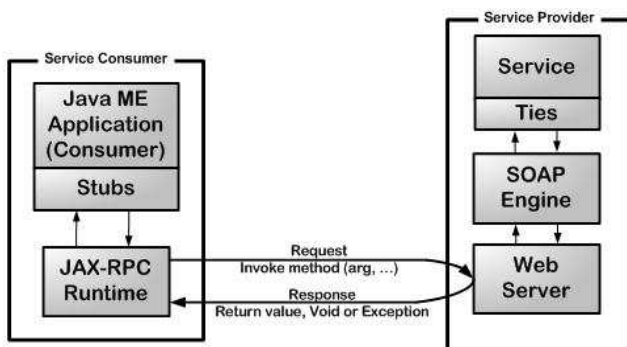 Service Consumer
Java ME
Application
(Consumer)
Stubs
JAX-RPC
Runtime
Request
Invoke method (arg, ...)
Response
Return value, Void or Exception
Service Provider
Service
Ties
SOAP
Engine
Web
Server